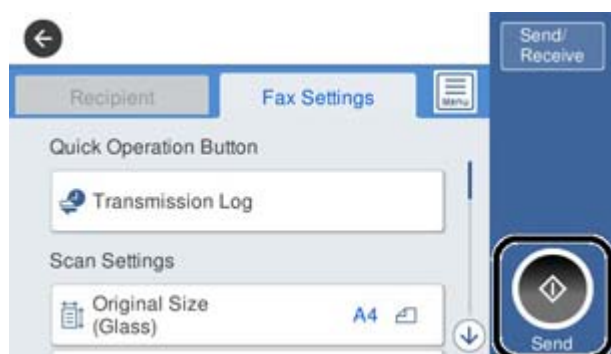 Send/
Receive
Recipient
Fax Settings
Menu
Quick Operation Button
Transmission Log
Scan Settings
Original Size
(Glass)
A4
Send